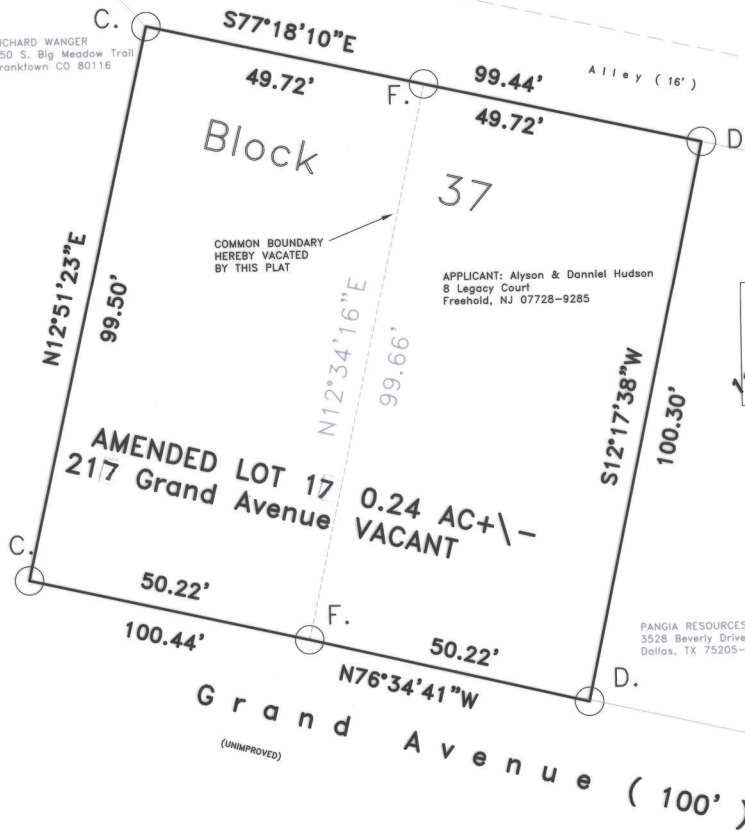 C.
S77°18'10"E
ICHARD WANGER
50 S. Big Meadow Trail
ranktown CO 80116
49.72'
99.44'
Alley ( 16' )
F.
49.72'
D
Block
37
COMMON BOUNDARY
HEREBY VACATED
BY THIS PLAT
APPLICANT: Alyson & Danniel Hudson
8 Legacy Court
Freehold, NJ 07728-9285
N12°51'23"E
99.50'
N12°34'16"E
99.66'
S12°17'38"W
100.30'
AMENDED LOT 17
217 Grand Avenue
0.24 AC+\-
VACANT
C.
50.22'
100.44'
F.
50.22'
N76°34'41"W
PANGIA RESOURCES
3528 Beverly Drive
Dallas, TX 75205-
D.
Grand Avenue ( 100' )
(UNIMPROVED)